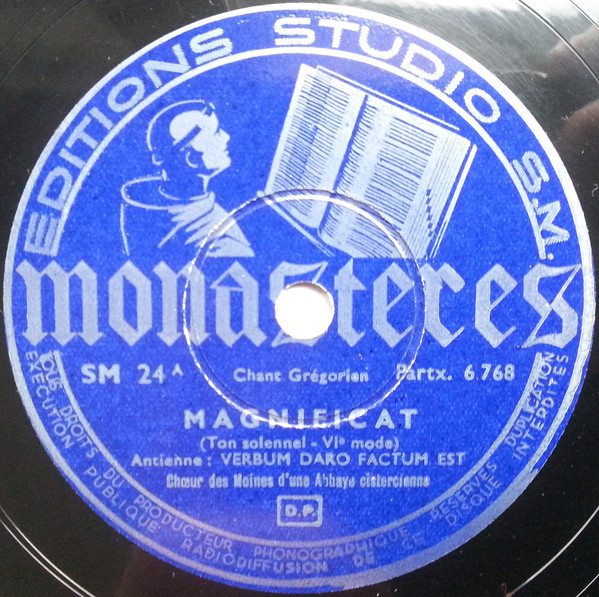 EDITIONS STUDIO S.M.
monasteres
SM 24 A
Chant Grégorien
Partx. 6.768
MAGNIFICAT
(Ton solennel - VIe mode)
Antienne : VERBUM DARO FACTUM EST
Chœur des Moines d'une Abbaye cistercienne
D.P.
TOUS DROITS DU PRODUCTEUR PHONOGRAPHIQUE RÉSERVÉS DUPLICATION
EXÉCUTION PUBLIQUE RADIODIFFUSION DE CE DISQUE INTERDITES